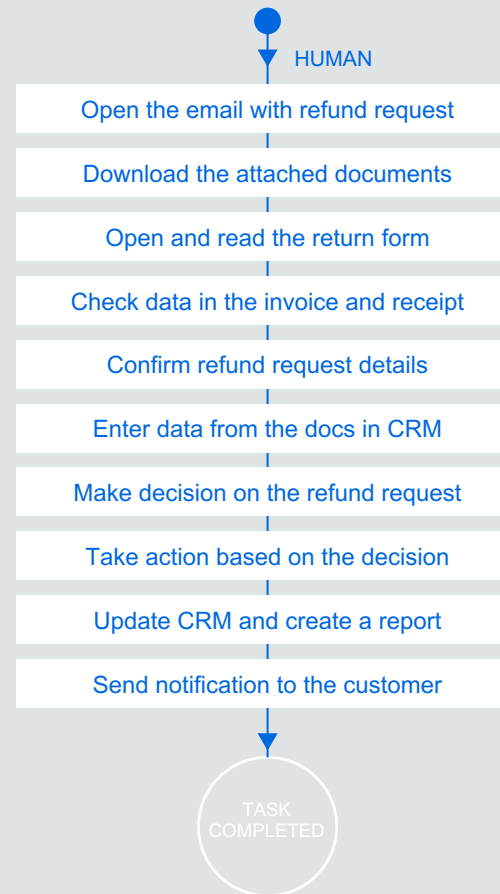 HUMAN
Open the email with refund request
Download the attached documents
Open and read the return form
Check data in the invoice and receipt
Confirm refund request details
Enter data from the docs in CRM
Make decision on the refund request
Take action based on the decision
Update CRM and create a report
Send notification to the customer
TASK
COMPLETED